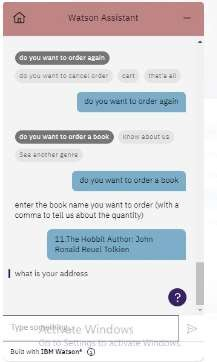 Watson Assistant
do you want to order again
do you want to cancel order cart that'a all
do you want to order again
do you want to order a book know about us
See another genre
do you want to order a book
enter the book name you want to order (with a
comma to tell us about the quantity)
11.The Hobbit Author: John
Ronald Reuel Tolkien
what is your address
?
Type something...
Activate Windows
Go to Settings to activate Windows
Built with IBM Watson®